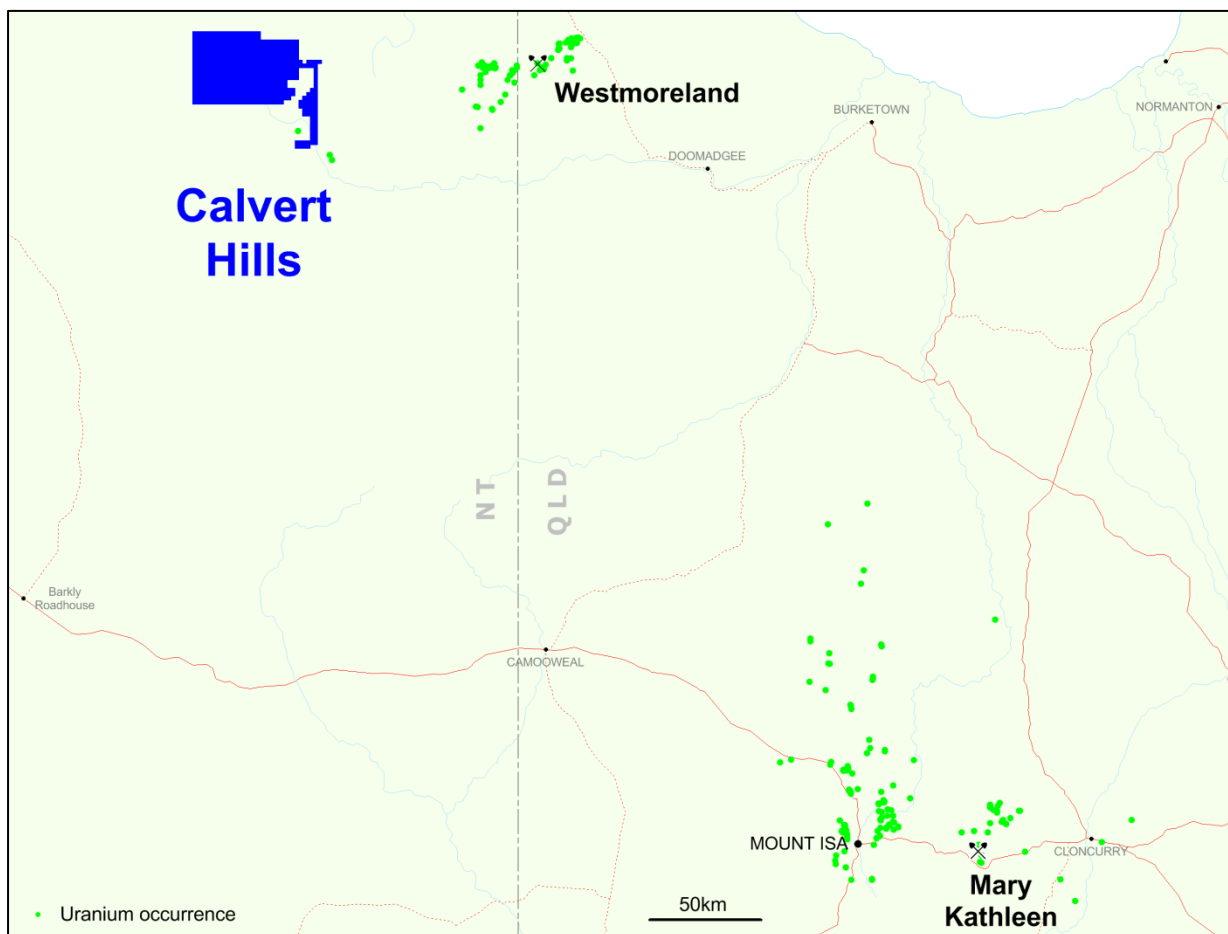 Westmoreland
BURKETOWN
NORMANTON
DOOMADGEE
Calvert
Hills
NT
QLD
Barkly
Roadhouse
CAMOOWEAL
MOUNT ISA
CLONCURRY
Mary
Kathleen
Uranium occurrence
50km